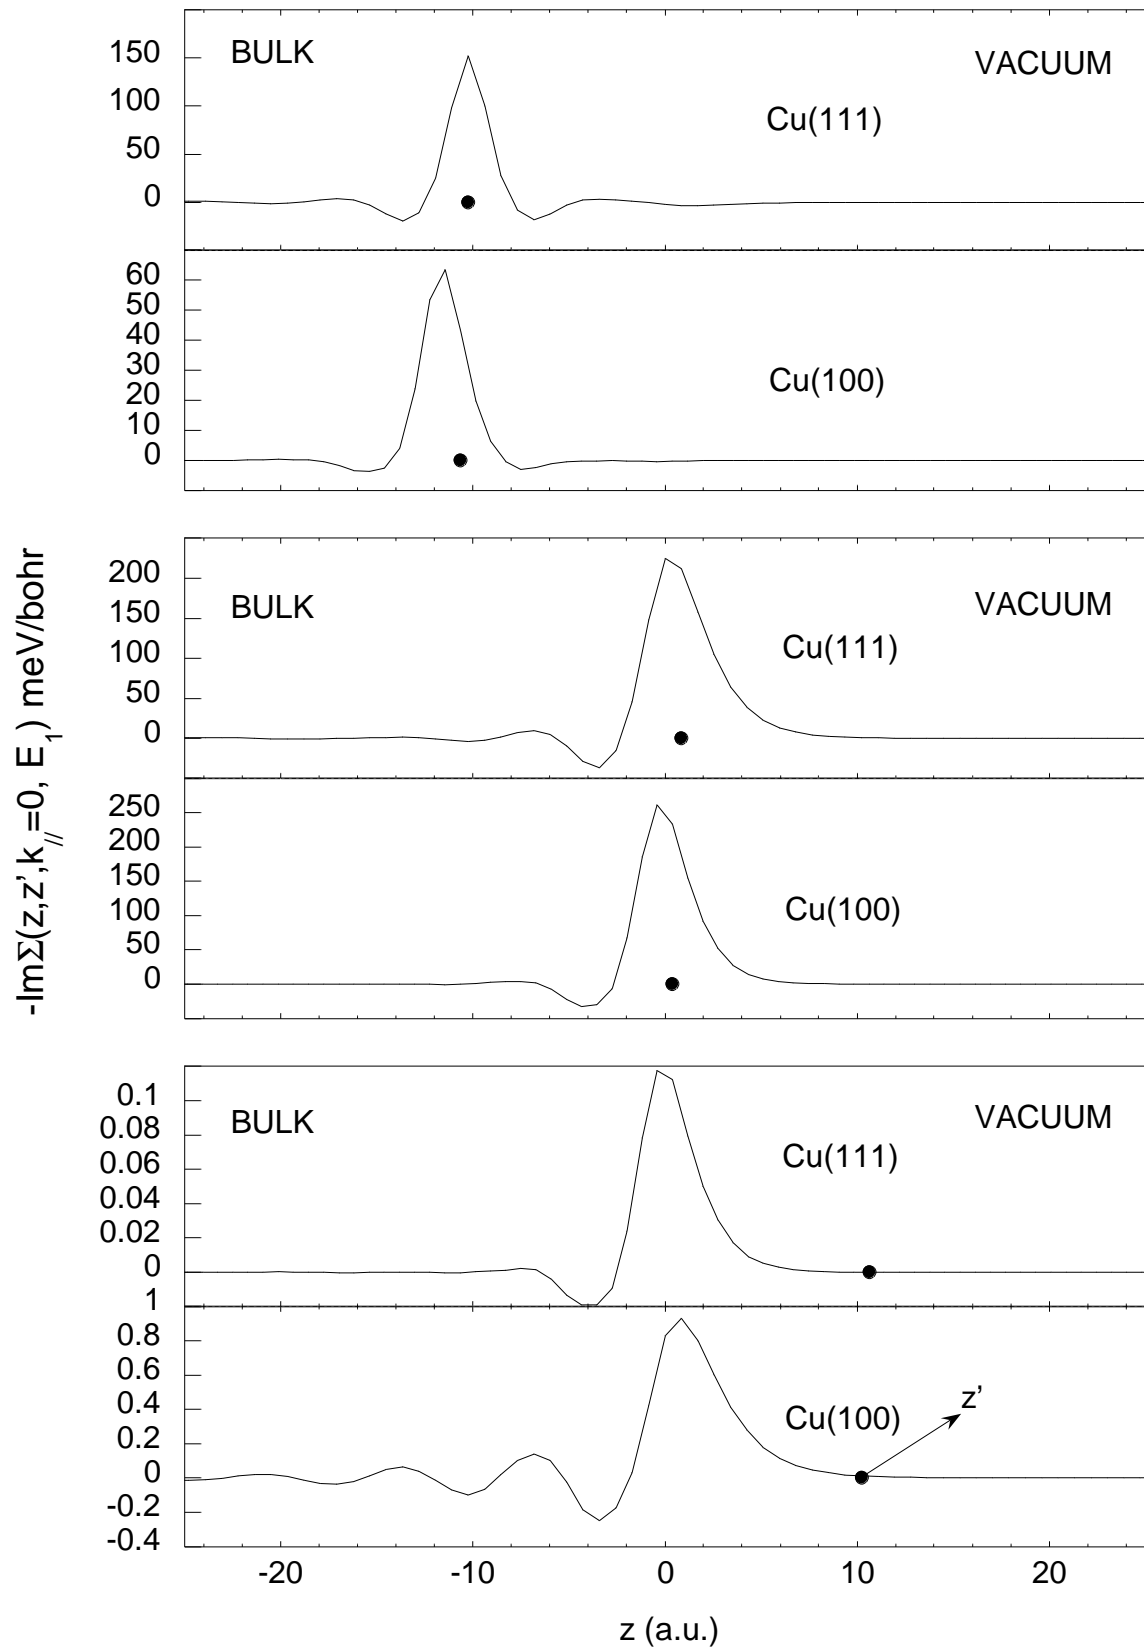 BULK
VACUUM
Cu(111)
150
100
50
0
Cu(100)
60
50
40
30
20
10
0
-ImΣ(z,z',k//=0, E1) meV/bohr
BULK
VACUUM
Cu(111)
200
150
100
50
0
Cu(100)
250
200
150
100
50
0
BULK
VACUUM
Cu(111)
0.1
0.08
0.06
0.04
0.02
0
1
z'
Cu(100)
0.8
0.6
0.4
0.2
0
-0.2
-0.4
-20 -10 0 10 20
z (a.u.)